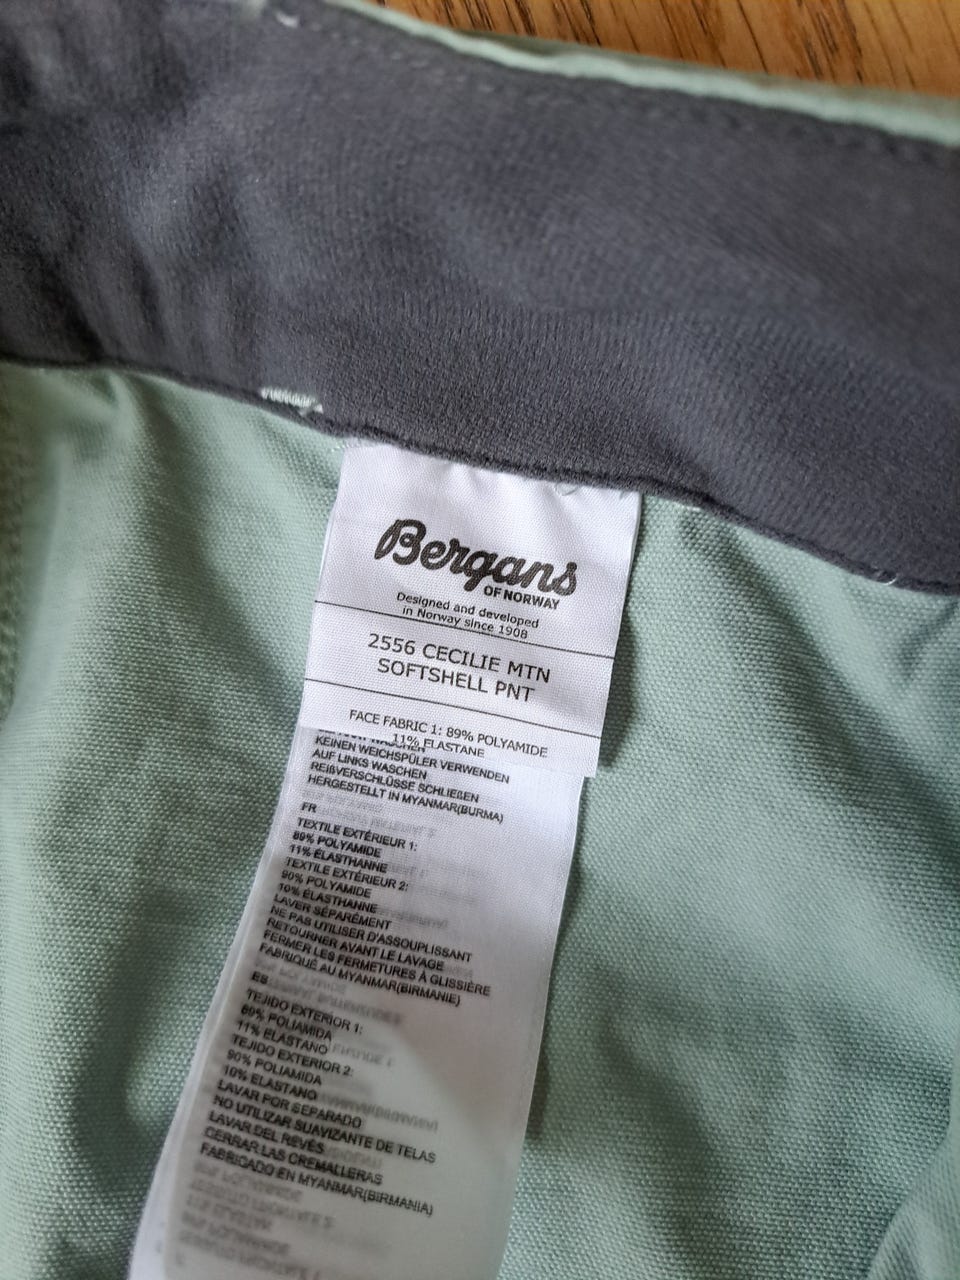 Bergans
OF NORWAY
Designed and developed
in Norway since 1908
2556 CECILIE MTN
SOFTSHELL PNT
FACE FABRIC 1: 89% POLYAMIDE
11% ELASTANE
KEINEN WEICHSPÜLER VERWENDEN
AUF LINKS WASCHEN
REIßVERSCHLÜSSE SCHLIEßEN
HERGESTELLT IN MYANMAR(BURMA)
FR
TEXTILE EXTÉRIEUR 1:
89% POLYAMIDE
11% ÉLASTHANNE
TEXTILE EXTÉRIEUR 2:
90% POLYAMIDE
10% ÉLASTHANNE
LAVER SÉPARÉMENT
NE PAS UTILISER D'ASSOUPLISSANT
RETOURNER AVANT LE LAVAGE
FERMER LES FERMETURES À GLISSIÈRE
FABRIQUÉ AU MYANMAR(BIRMANIE)
ES
TEJIDO EXTERIOR 1:
89% POLIAMIDA
11% ELASTANO
TEJIDO EXTERIOR 2:
90% POLIAMIDA
10% ELASTANO
LAVAR POR SEPARADO
NO UTILIZAR SUAVIZANTE DE TELAS
LAVAR DEL REVÉS
CERRAR LAS CREMALLERAS
FABRICADO EN MYANMAR(BIRMANIA)